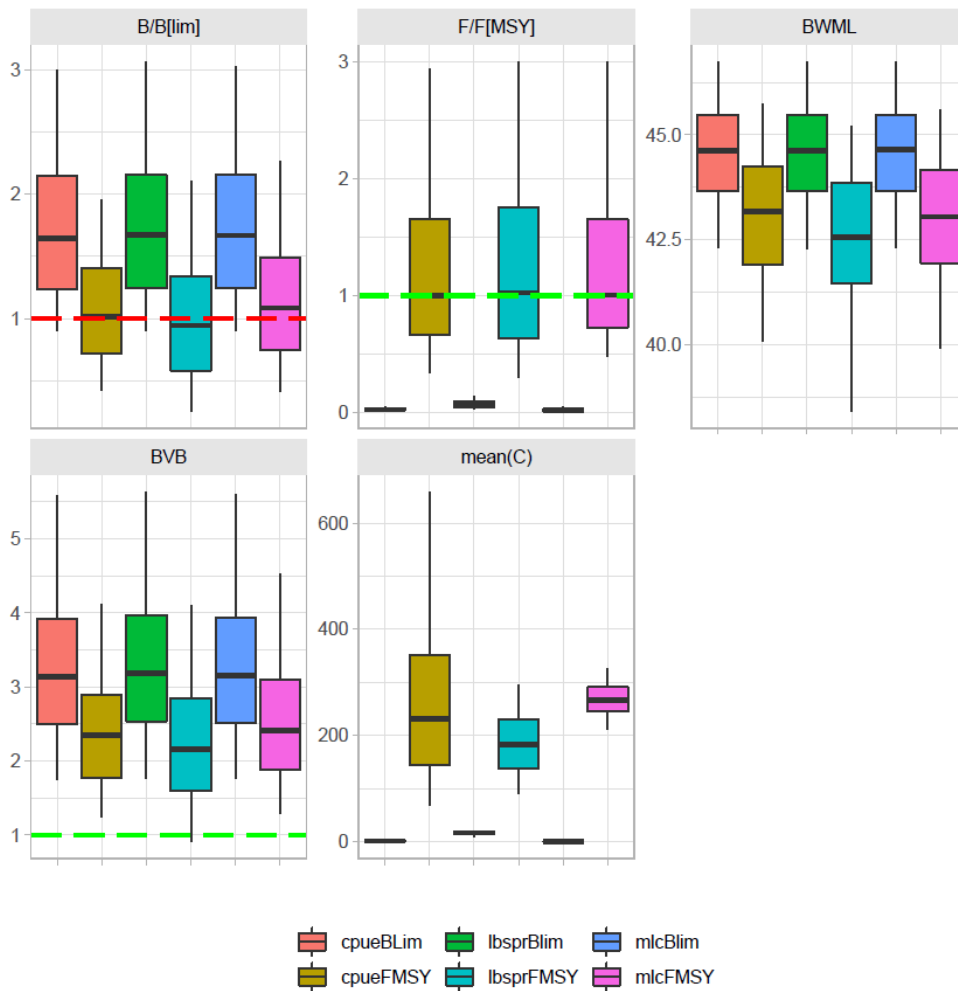 B/B[lim]
F/F[MSY]
BWML
3
2
1
3
2
1
0
45.0
42.5
40.0
BVB
mean(C)
5
4
3
2
1
600
400
200
0
cpueBLim
lbsprBlim
mlcBlim
cpueFMSY
lbsprFMSY
mlcFMSY